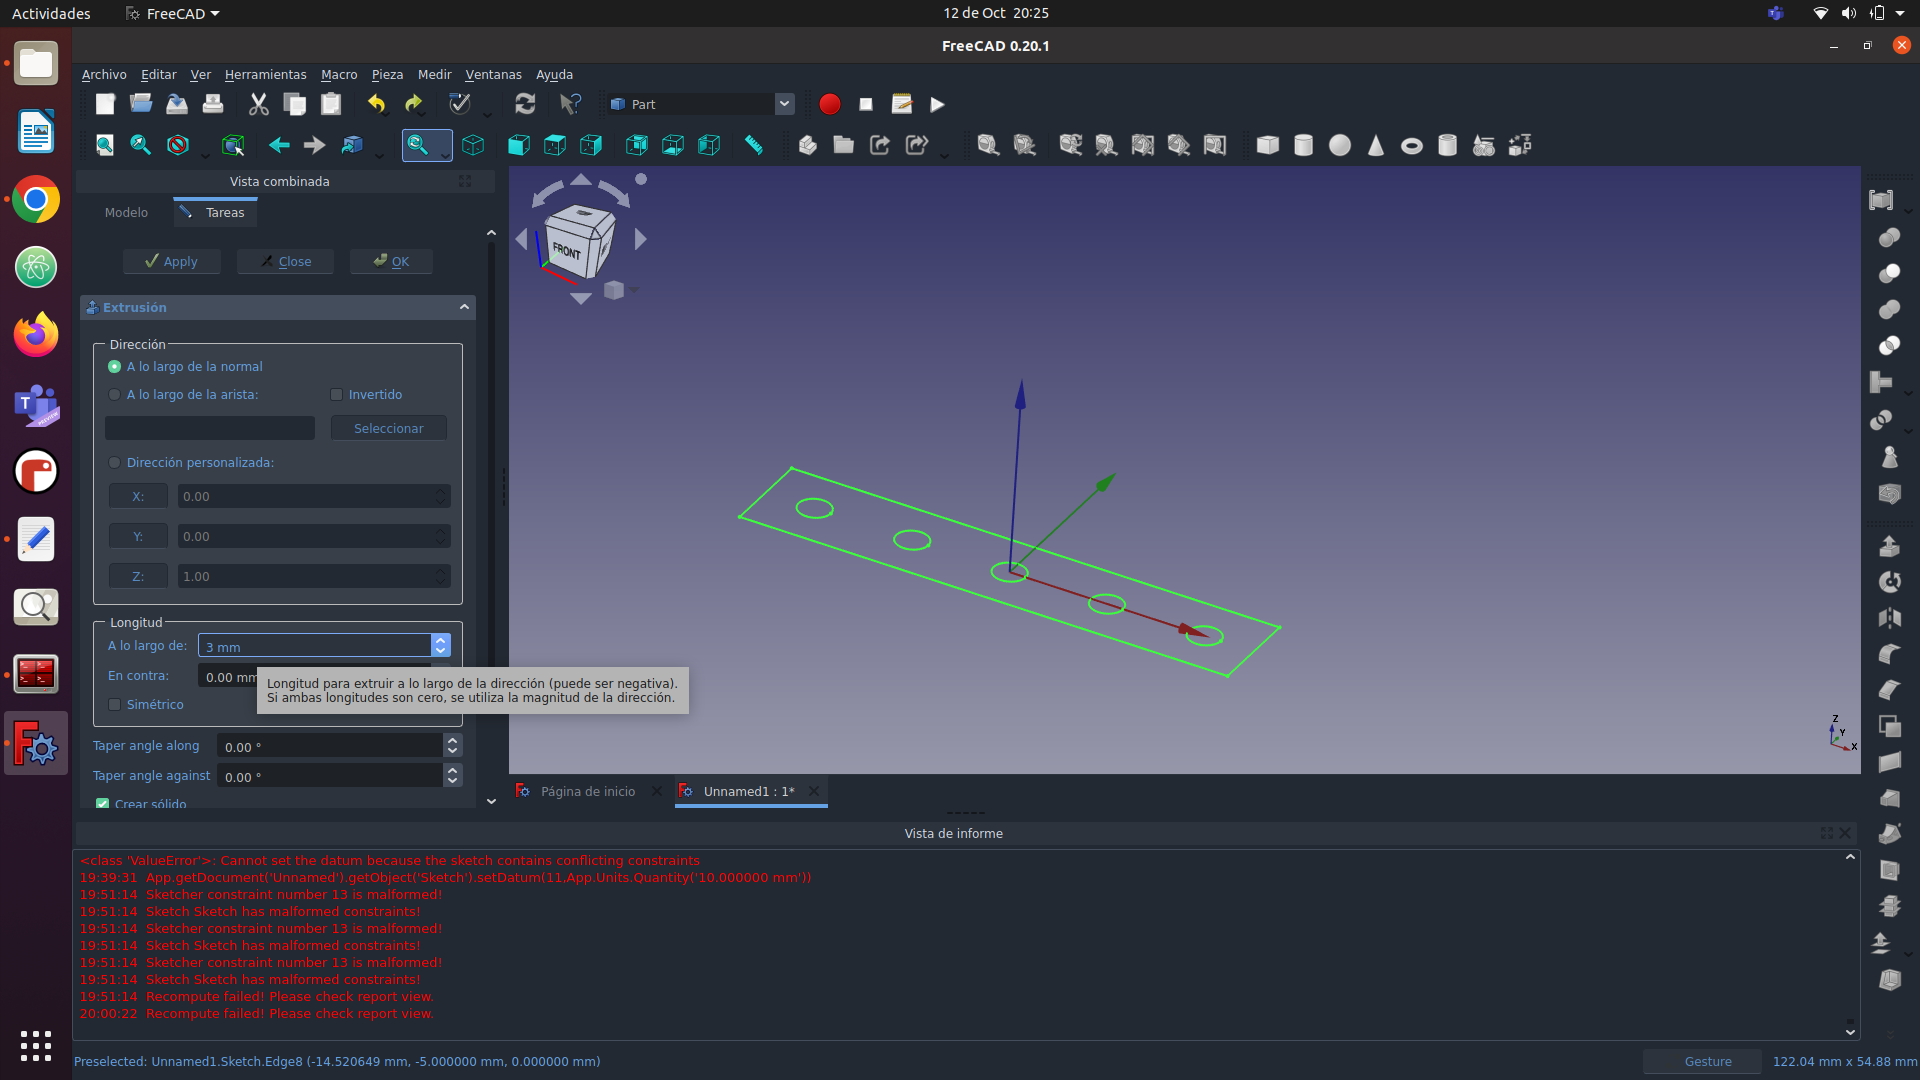 Actividades
FreeCAD
12 de Oct 20:25
FreeCAD 0.20.1
Archivo Editar Ver Herramientas Macro Pieza Medir Ventanas Ayuda
Part
Vista combinada
Modelo
Tareas
Apply
Close
OK
Extrusión
Dirección
A lo largo de la normal
A lo largo de la arista:
Invertido
Seleccionar
Dirección personalizada:
X: 0.00
Y: 0.00
Z: 1.00
Longitud
A lo largo de: 3 mm
En contra: 0.00 mm
Longitud para extruir a lo largo de la dirección (puede ser negativa).
Si ambas longitudes son cero, se utiliza la magnitud de la dirección.
Simétrico
Taper angle along 0.00 °
Taper angle against 0.00 °
Crear sólido
FRONT
Z
Y
X
Página de inicio
Unnamed1 : 1*
Vista de informe
<class 'ValueError'>: Cannot set the datum because the sketch contains conflicting constraints
19:39:31 App.getDocument('Unnamed').getObject('Sketch').setDatum(11,App.Units.Quantity('10.000000 mm'))
19:51:14 Sketcher constraint number 13 is malformed!
19:51:14 Sketch Sketch has malformed constraints!
19:51:14 Sketcher constraint number 13 is malformed!
19:51:14 Sketch Sketch has malformed constraints!
19:51:14 Sketcher constraint number 13 is malformed!
19:51:14 Sketch Sketch has malformed constraints!
19:51:14 Recompute failed! Please check report view.
20:00:22 Recompute failed! Please check report view.
Preselected: Unnamed1.Sketch.Edge8 (-14.520649 mm, -5.000000 mm, 0.000000 mm)
Gesture
122.04 mm x 54.88 mm